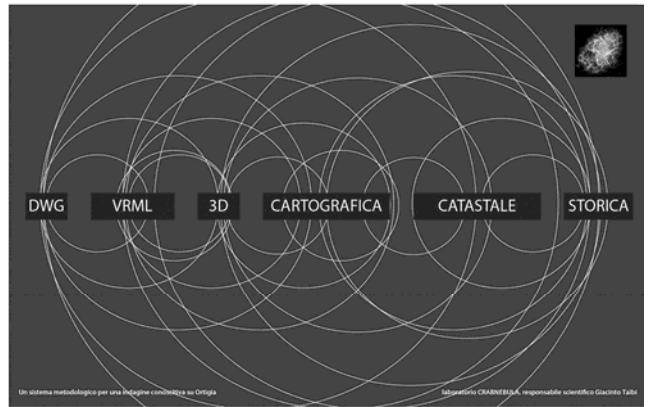 DWG VRML 3D CARTOGRAFICA CATASTALE STORICA
Un sistema metodologico per una indagine conossitiva su Ortigia
laboratorio CRABNEBULA, responsabile scientifico Giacinto Taibi